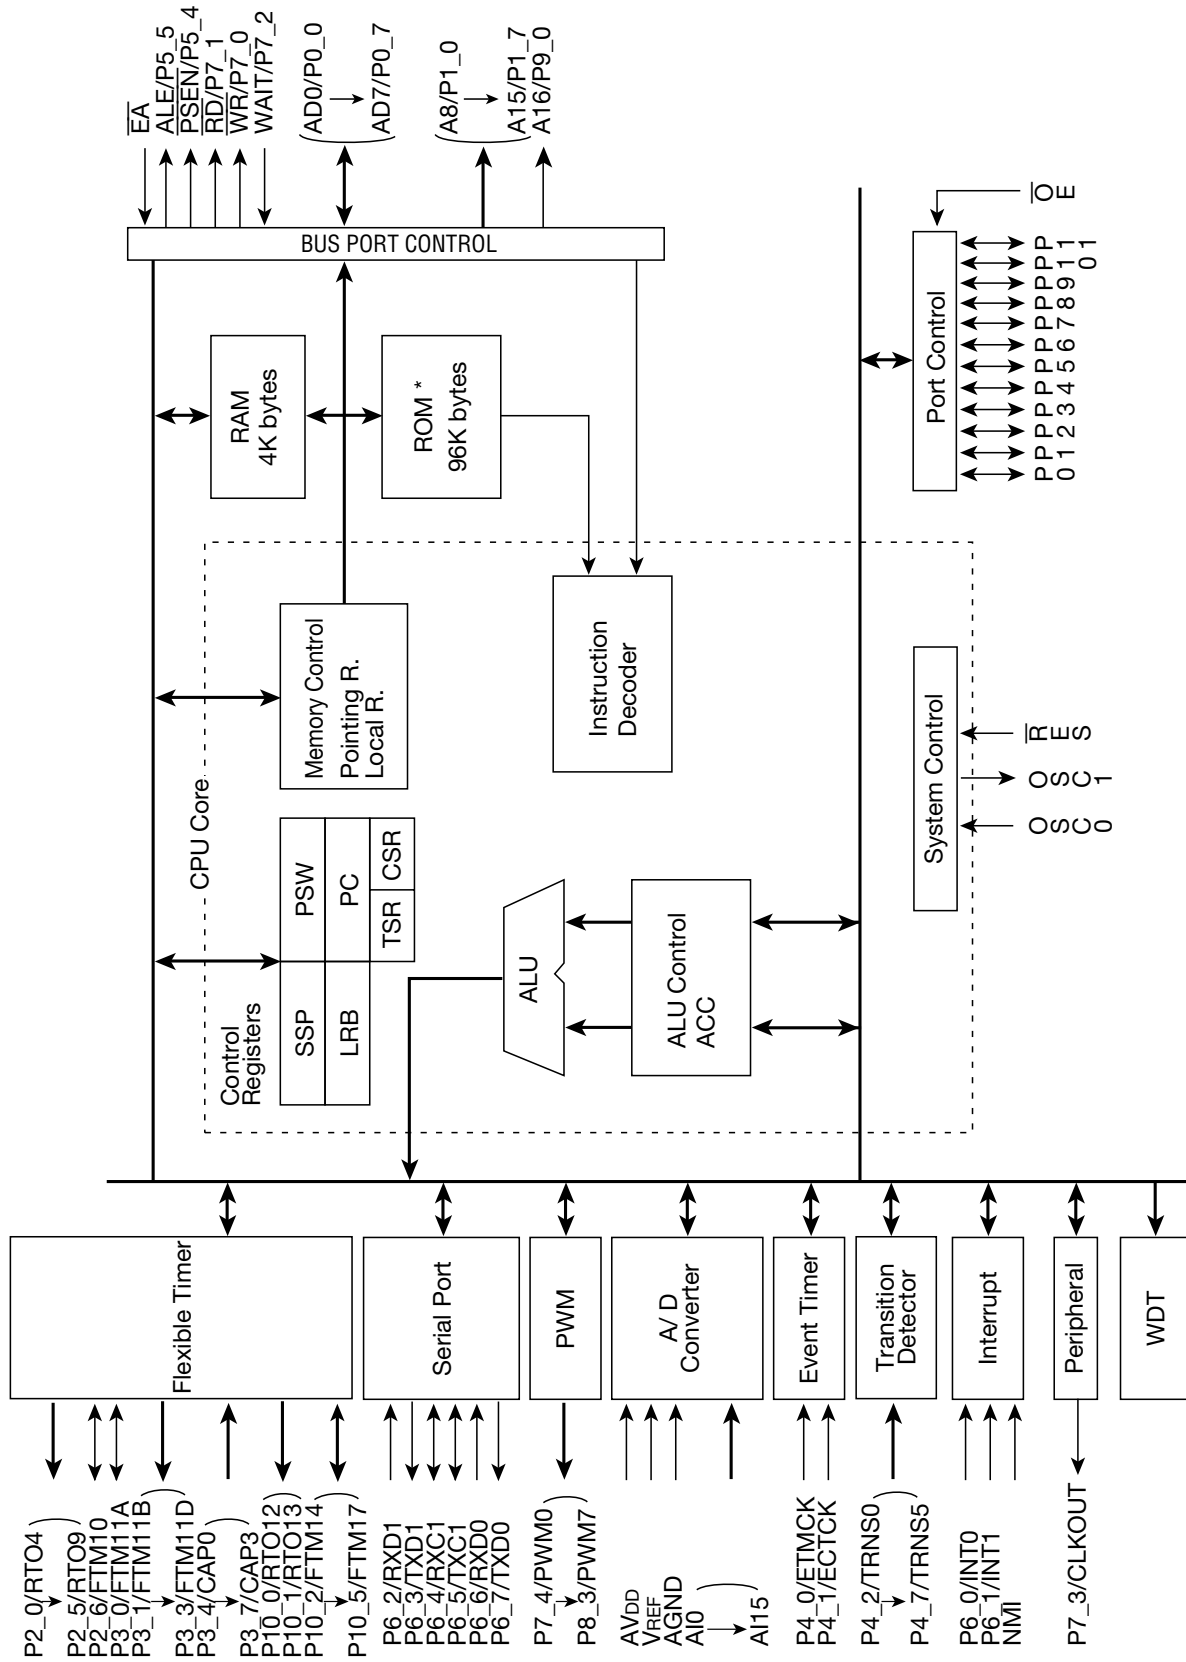 P2_0/RTO4
P2_5/RTO9
P2_6/FTM10
P3_0/FTM11A
P3_1/FTM11B
P3_3/FTM11D
P3_4/CAP0
P3_7/CAP3
P10_0/RTO12
P10_1/RTO13
P10_2/FTM14
P10_5/FTM17
Flexible Timer
P6_2/RXD1
P6_3/TXD1
P6_4/RXC1
P6_5/TXC1
P6_6/RXD0
P6_7/TXD0
Serial Port
P7_4/PWM0
P8_3/PWM7
PWM
AVDD
VREF
AGND
AI0
AI15
A/ D
Converter
P4_0/ETMCK
P4_1/ECTCK
Event Timer
P4_2/TRNS0
P4_7/TRNS5
Transition
Detector
P6_0/INT0
P6_1/INT1
NMI
Interrupt
P7_3/CLKOUT
Peripheral
WDT
CPU Core
Control
Registers
SSP
PSW
LRB
PC
TSR
CSR
ALU
ALU Control
ACC
Memory Control
Pointing R.
Local R.
Instruction
Decoder
System Control
OSC0
OSC1
RES
RAM
4K bytes
ROM *
96K bytes
BUS PORT CONTROL
EA
ALE/P5_5
PSEN/P5_4
RD/P7_1
WR/P7_0
WAIT/P7_2
AD0/P0_0
AD7/P0_7
A8/P1_0
A15/P1_7
A16/P9_0
Port Control
P0
P1
P2
P3
P4
P5
P6
P7
P8
P9
P10
P11
OE